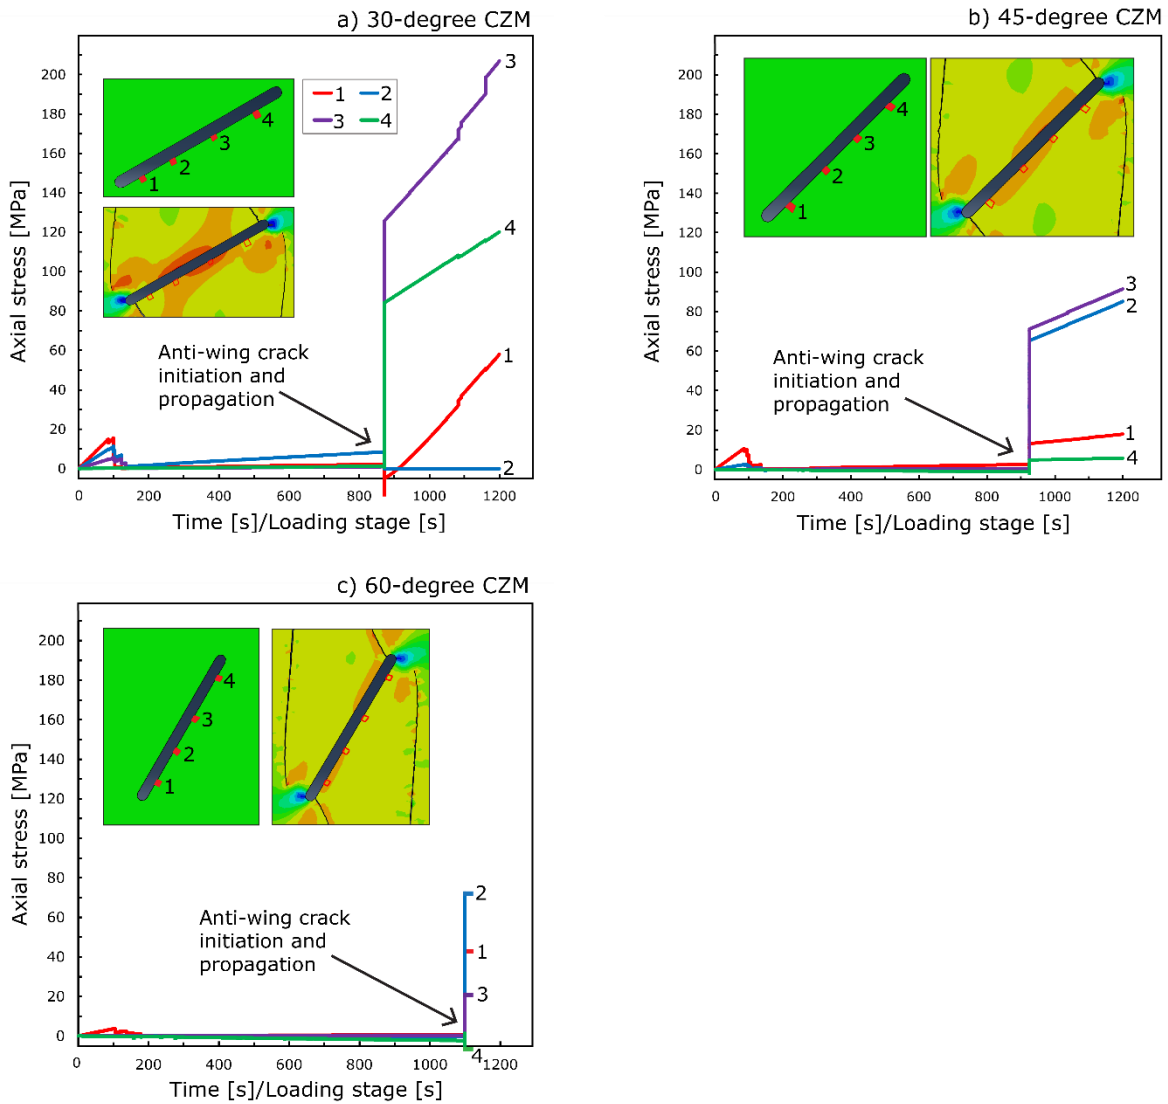 a) 30-degree CZM
Axial stress [MPa]
200
180
160
140
120
100
80
60
40
20
0
1 2
3 4
1
2
3
4
Anti-wing crack
initiation and
propagation
3
4
1
2
0 200 400 600 800 1000 1200
Time [s]/Loading stage [s]
b) 45-degree CZM
Axial stress [MPa]
200
180
160
140
120
100
80
60
40
20
0
1
2
3
4
Anti-wing crack
initiation and
propagation
3
2
1
4
0 200 400 600 800 1000 1200
Time [s]/Loading stage [s]
c) 60-degree CZM
Axial stress [MPa]
200
180
160
140
120
100
80
60
40
20
0
4
3
2
1
Anti-wing crack
initiation and
propagation
2
1
3
4
0 200 400 600 800 1000 1200
Time [s]/Loading stage [s]